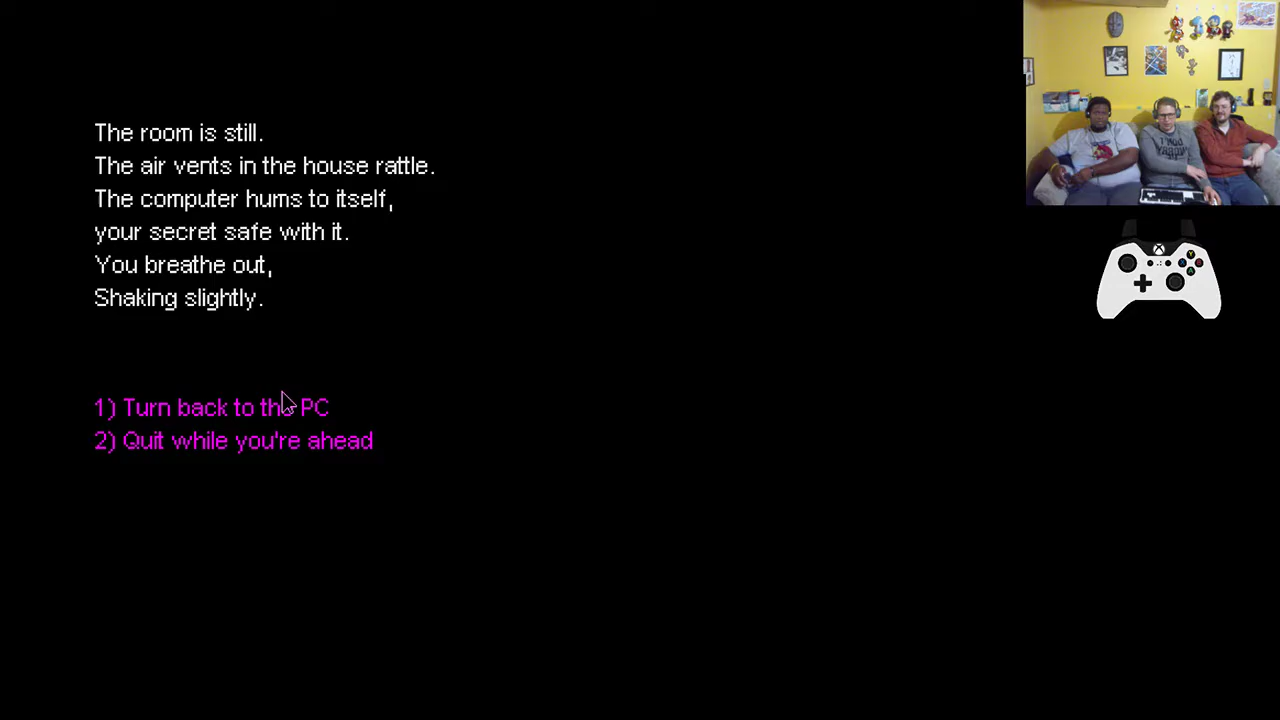 The room is still.
The air vents in the house rattle.
The computer hums to itself,
your secret safe with it.
You breathe out,
Shaking slightly.
1) Turn back to the PC
2) Quit while you're ahead